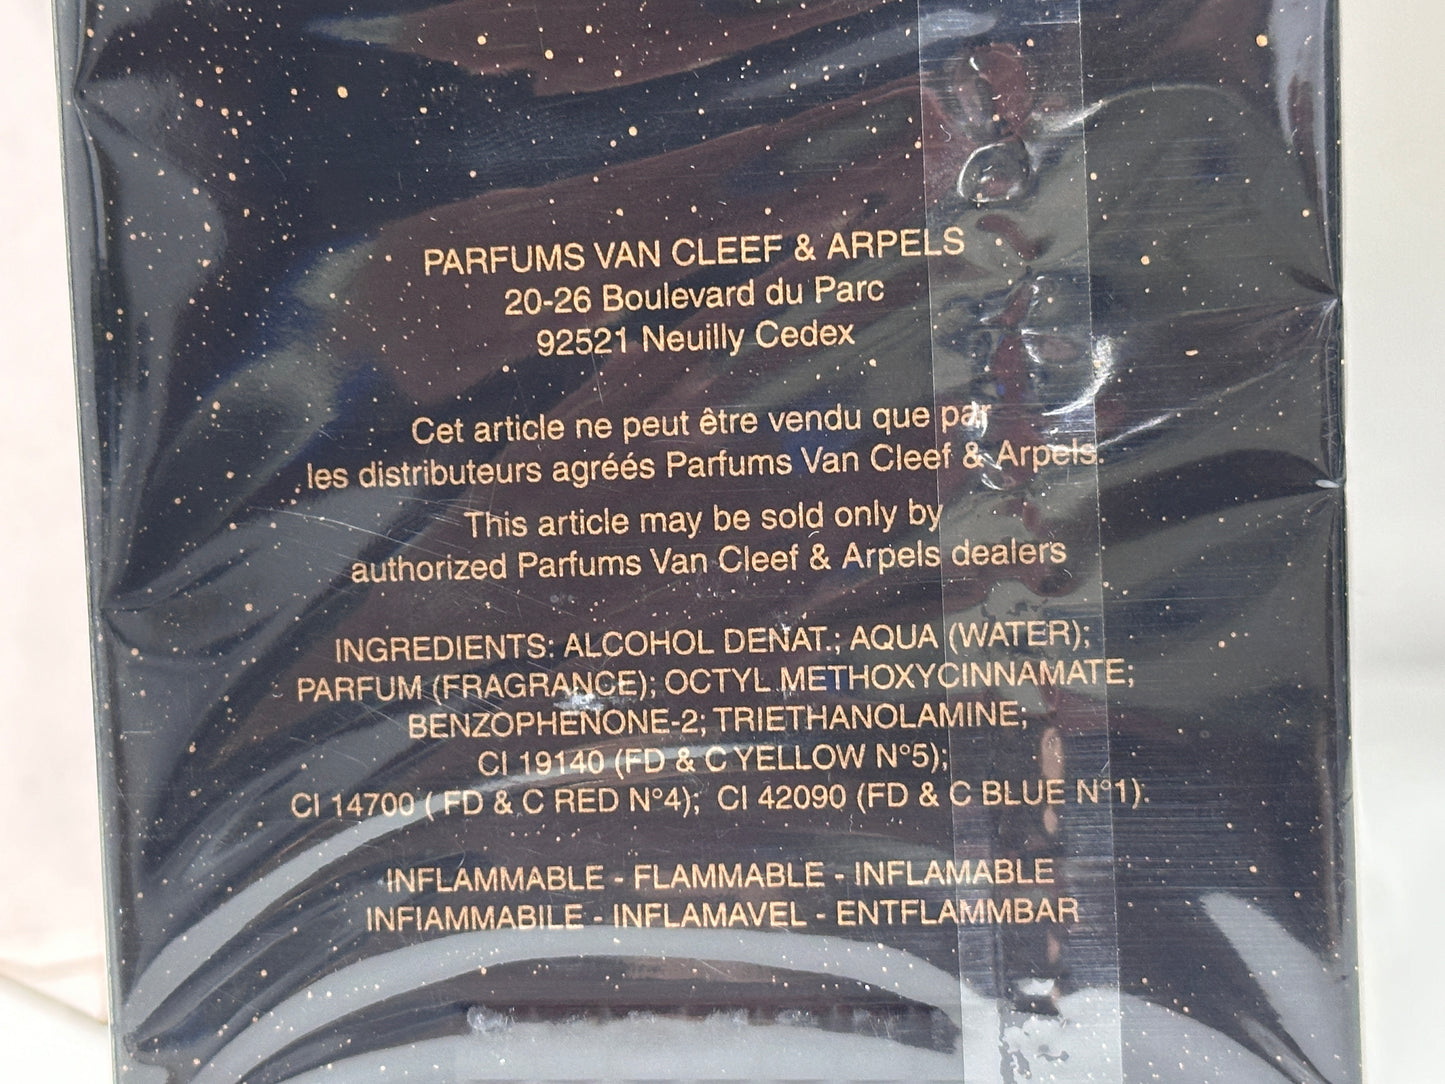 PARFUMS VAN CLEEF & ARPELS
20-26 Boulevard du Parc
92521 Neuilly Cedex
Cet article ne peut être vendu que par
les distributeurs agréés Parfums Van Cleef & Arpels.
This article may be sold only by
authorized Parfums Van Cleef & Arpels dealers
INGREDIENTS: ALCOHOL DENAT.; AQUA (WATER);
PARFUM (FRAGRANCE); OCTYL METHOXYCINNAMATE;
BENZOPHENONE-2; TRIETHANOLAMINE;
CI 19140 (FD & C YELLOW N°5);
CI 14700 ( FD & C RED N°4); CI 42090 (FD & C BLUE N°1).
INFLAMMABLE - FLAMMABLE - INFLAMABLE
INFIAMMABILE - INFLAMAVEL - ENTFLAMMBAR